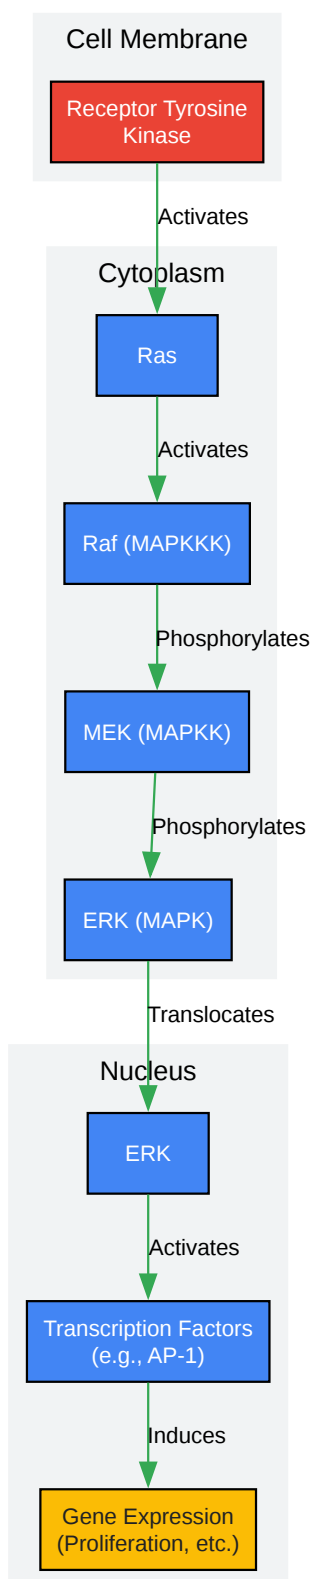 Cell Membrane
Receptor Tyrosine
Kinase
Activates
Cytoplasm
Ras
Activates
Raf (MAPKKK)
Phosphorylates
MEK (MAPKK)
Phosphorylates
ERK (MAPK)
Translocates
Nucleus
ERK
Activates
Transcription Factors
(e.g., AP-1)
Induces
Gene Expression
(Proliferation, etc.)